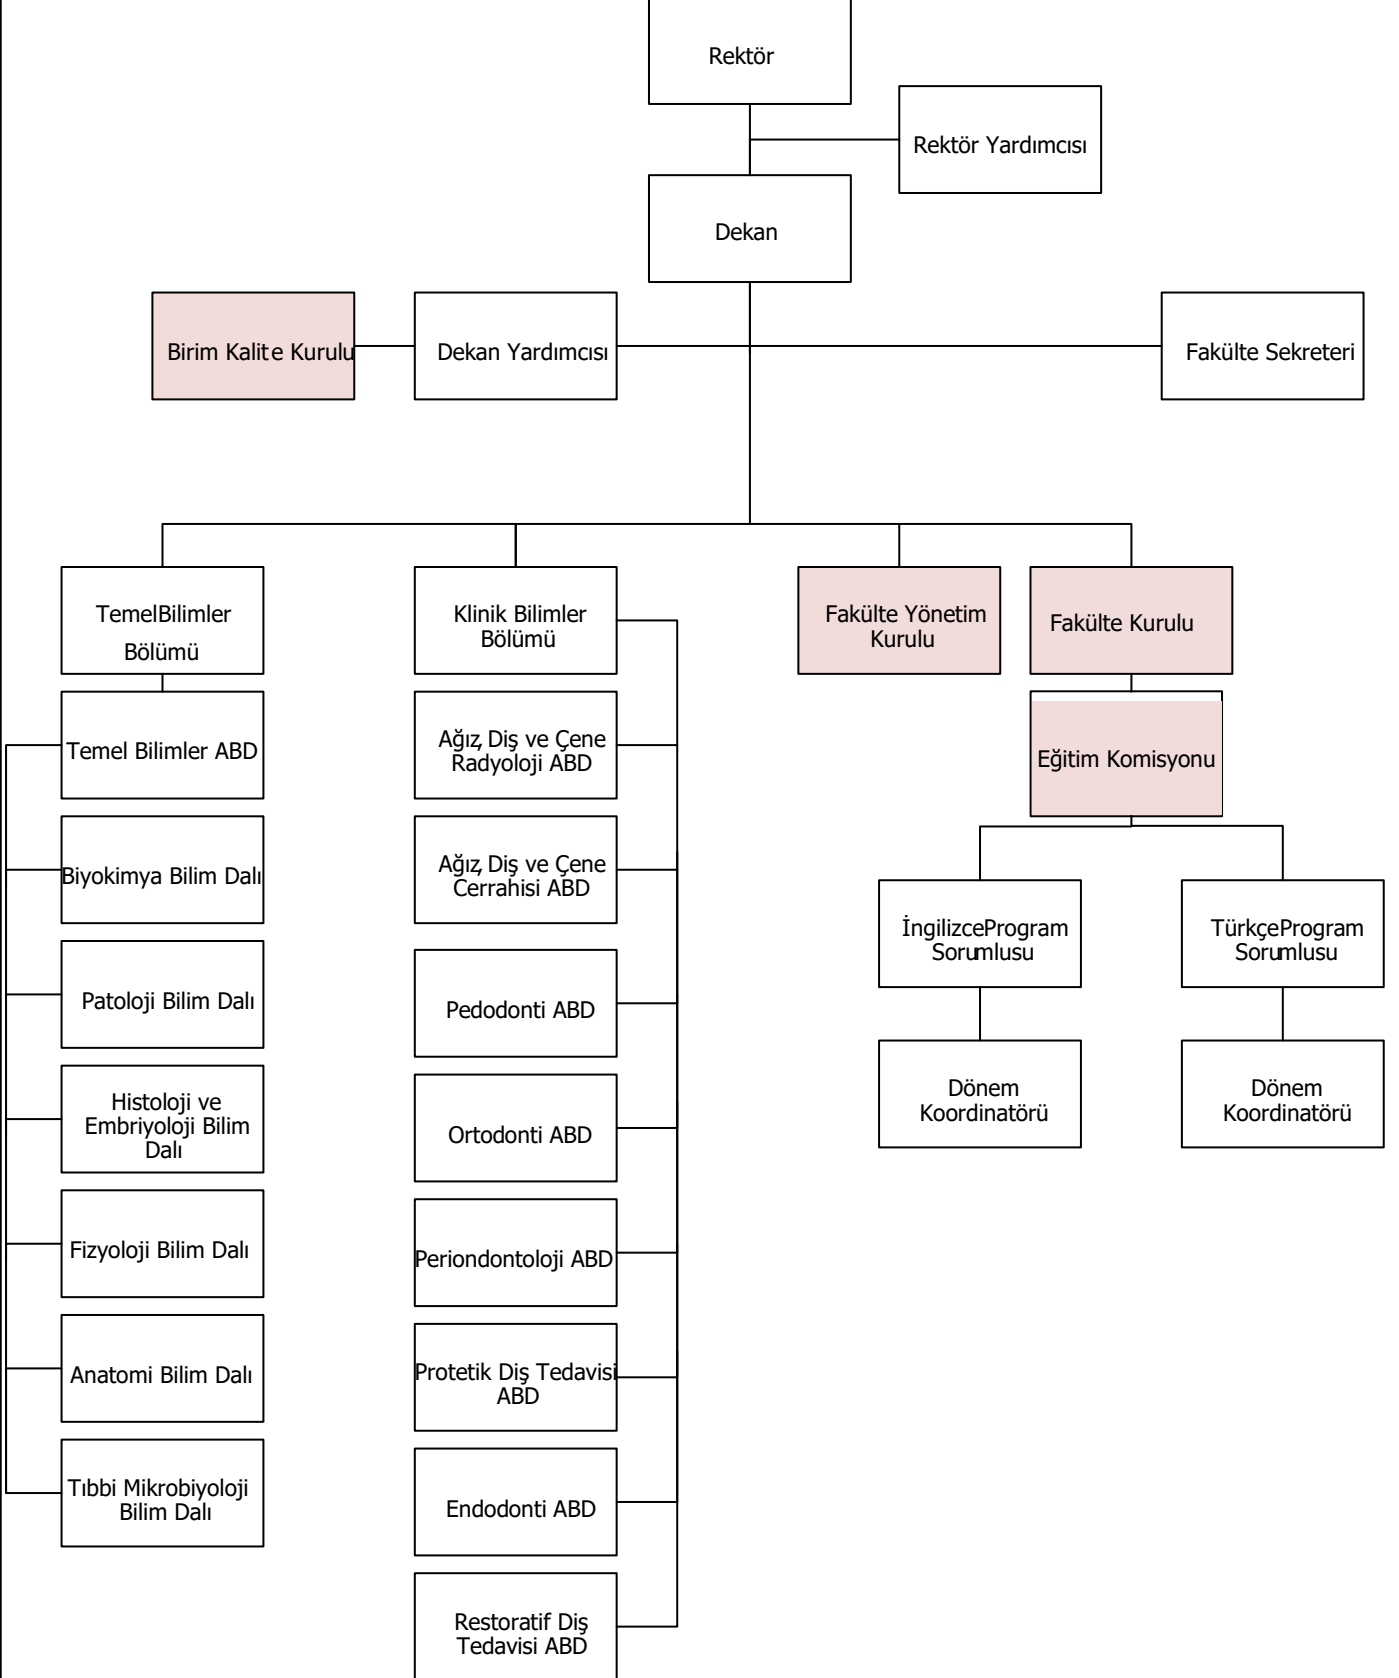 Rektör
Rektör Yardımcısı
Dekan
Birim Kalite Kurulu
Dekan Yardımcısı
Fakülte Sekreteri
TemelBilimler
Bölümü
Klinik Bilimler
Bölümü
Fakülte Yönetim
Kurulu
Fakülte Kurulu
Temel Bilimler ABD
Ağız, Diş ve Çene
Radyoloji ABD
Eğitim Komisyonu
Biyokimya Bilim Dalı
Ağız, Diş ve Çene
Cerrahisi ABD
İngilizceProgram
Sorumlusu
TürkçeProgram
Sorumlusu
Patoloji Bilim Dalı
Pedodonti ABD
Dönem
Koordinatörü
Dönem
Koordinatörü
Histoloji ve
Embriyoloji Bilim
Dalı
Ortodonti ABD
Fizyoloji Bilim Dalı
Periondontoloji ABD
Anatomi Bilim Dalı
Protetik Diş Tedavisi
ABD
Tıbbi Mikrobiyoloji
Bilim Dalı
Endodonti ABD
Restoratif Diş
Tedavisi ABD